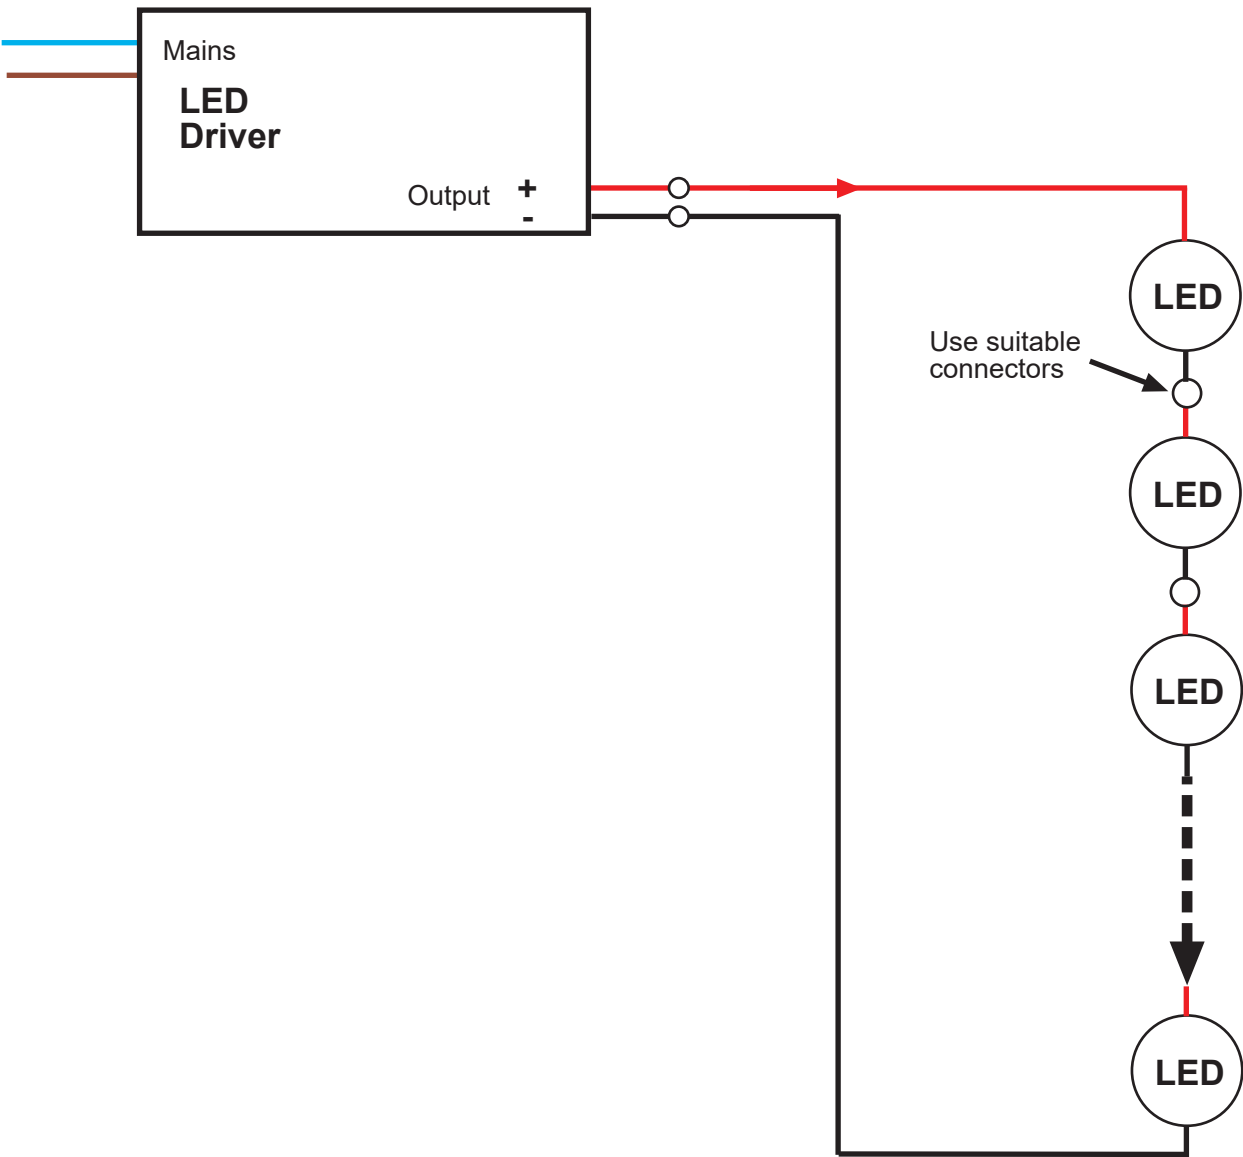 Mains
LED
Driver
Output +
-
LED
Use suitable
connectors
LED
LED
LED